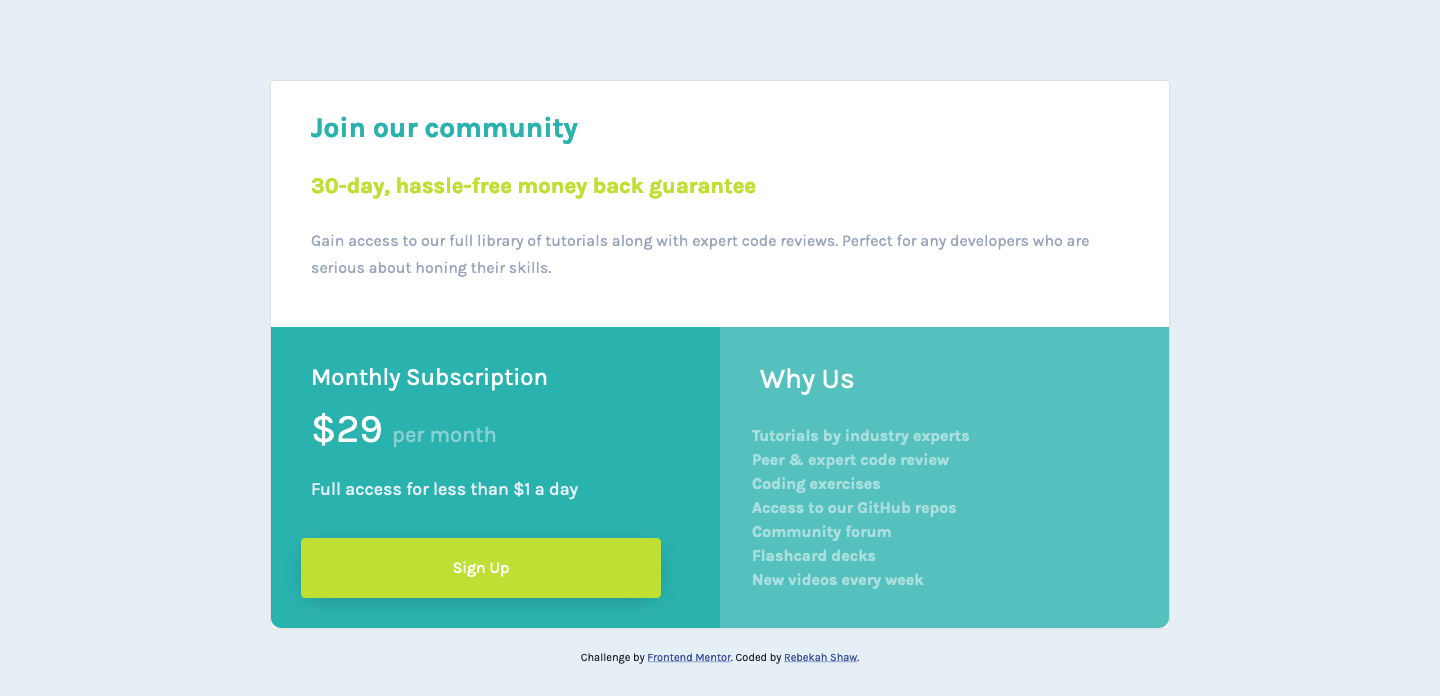 Join our community
30-day, hassle-free money back guarantee
Gain access to our full library of tutorials along with expert code reviews. Perfect for any developers who are
serious about honing their skills.
Monthly Subscription
$29 per month
Full access for less than $1 a day
Sign Up
Why Us
Tutorials by industry experts
Peer & expert code review
Coding exercises
Access to our GitHub repos
Community forum
Flashcard decks
New videos every week
Challenge by Frontend Mentor. Coded by Rebekah Shaw.